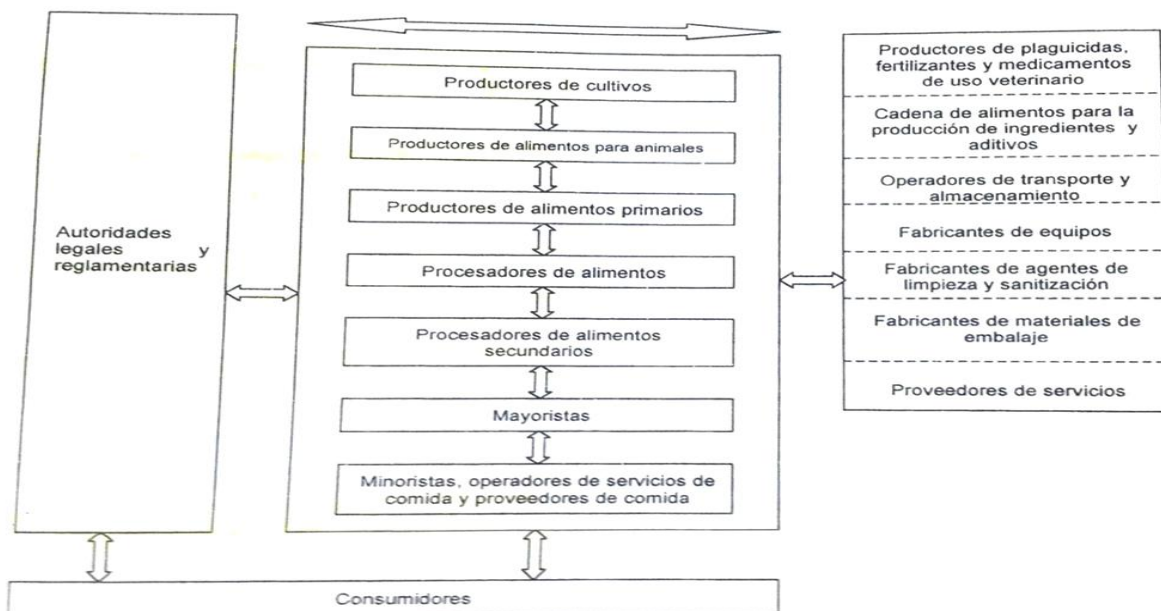 Autoridades
legales y
reglamentarias
Productores de cultivos
Productores de alimentos para animales
Productores de alimentos primarios
Procesadores de alimentos
Procesadores de alimentos
secundarios
Mayoristas
Minoristas, operadores de servicios de
comida y proveedores de comida
Productores de plaguicidas,
fertilizantes y medicamentos
de uso veterinario
Cadena de alimentos para la
producción de ingredientes y
aditivos
Operadores de transporte y
almacenamiento
Fabricantes de equipos
Fabricantes de agentes de
limpieza y sanitización
Fabricantes de materiales de
embalaje
Proveedores de servicios
Consumidores